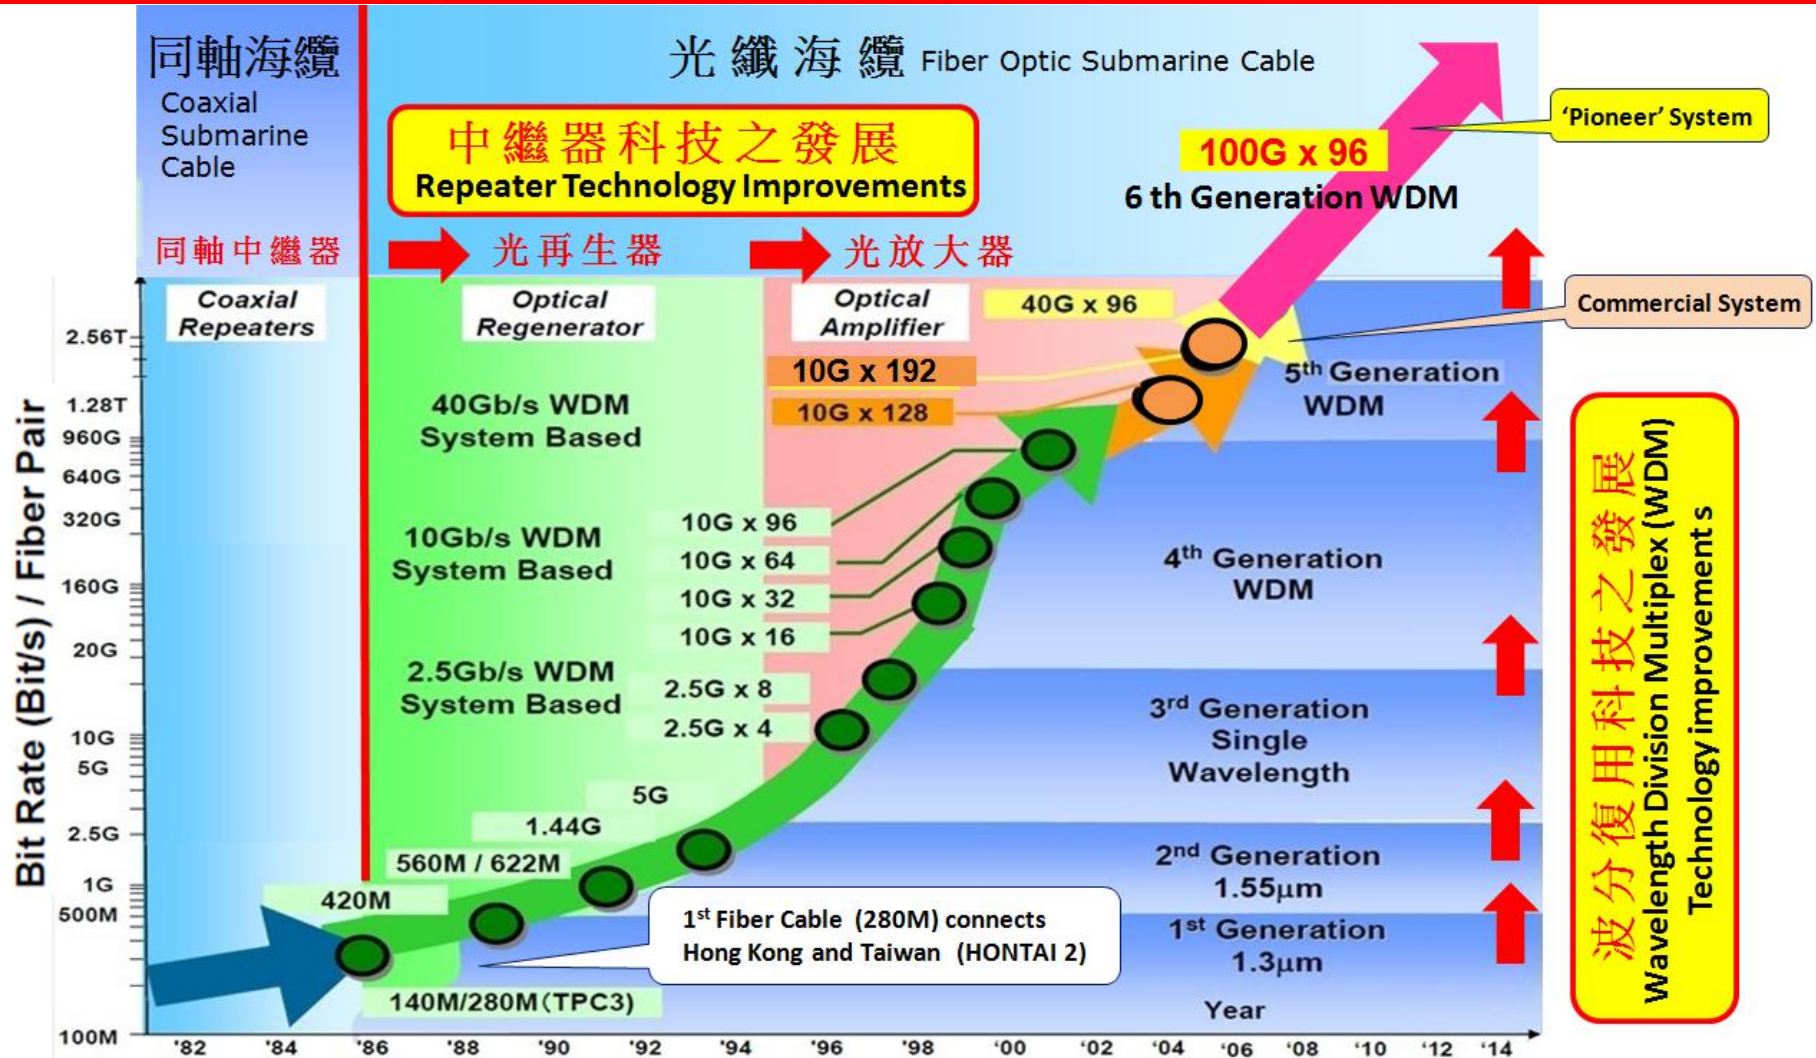 同軸海纜
Coaxial
Submarine
Cable
光纖海纜 Fiber Optic Submarine Cable
中繼器科技之發展
Repeater Technology Improvements
‘Pioneer’ System
100G x 96
6 th Generation WDM
同軸中繼器
光再生器
光放大器
Coaxial
Repeaters
Optical
Regenerator
Optical
Amplifier
40G x 96
Commercial System
10G x 192
10G x 128
5th Generation
WDM
40Gb/s WDM
System Based
10G x 96
10Gb/s WDM
System Based
10G x 64
10G x 32
10G x 16
4th Generation
WDM
2.5Gb/s WDM
System Based
2.5G x 8
2.5G x 4
3rd Generation
Single
Wavelength
5G
1.44G
560M / 622M
420M
2nd Generation
1.55µm
1st Fiber Cable (280M) connects
Hong Kong and Taiwan (HONTAI 2)
1st Generation
1.3µm
140M/280M(TPC3)
Year
Bit Rate (Bit/s) / Fiber Pair
2.56T
1.28T
960G
640G
320G
160G
20G
10G
5G
2.5G
1G
500M
100M
'82 '84 '86 '88 '90 '92 '94 '96 '98 '00 '02 '04 '06 '08 '10 '12 '14
波分復用科技之發展
Wavelength Division Multiplex (WDM)
Technology improvements